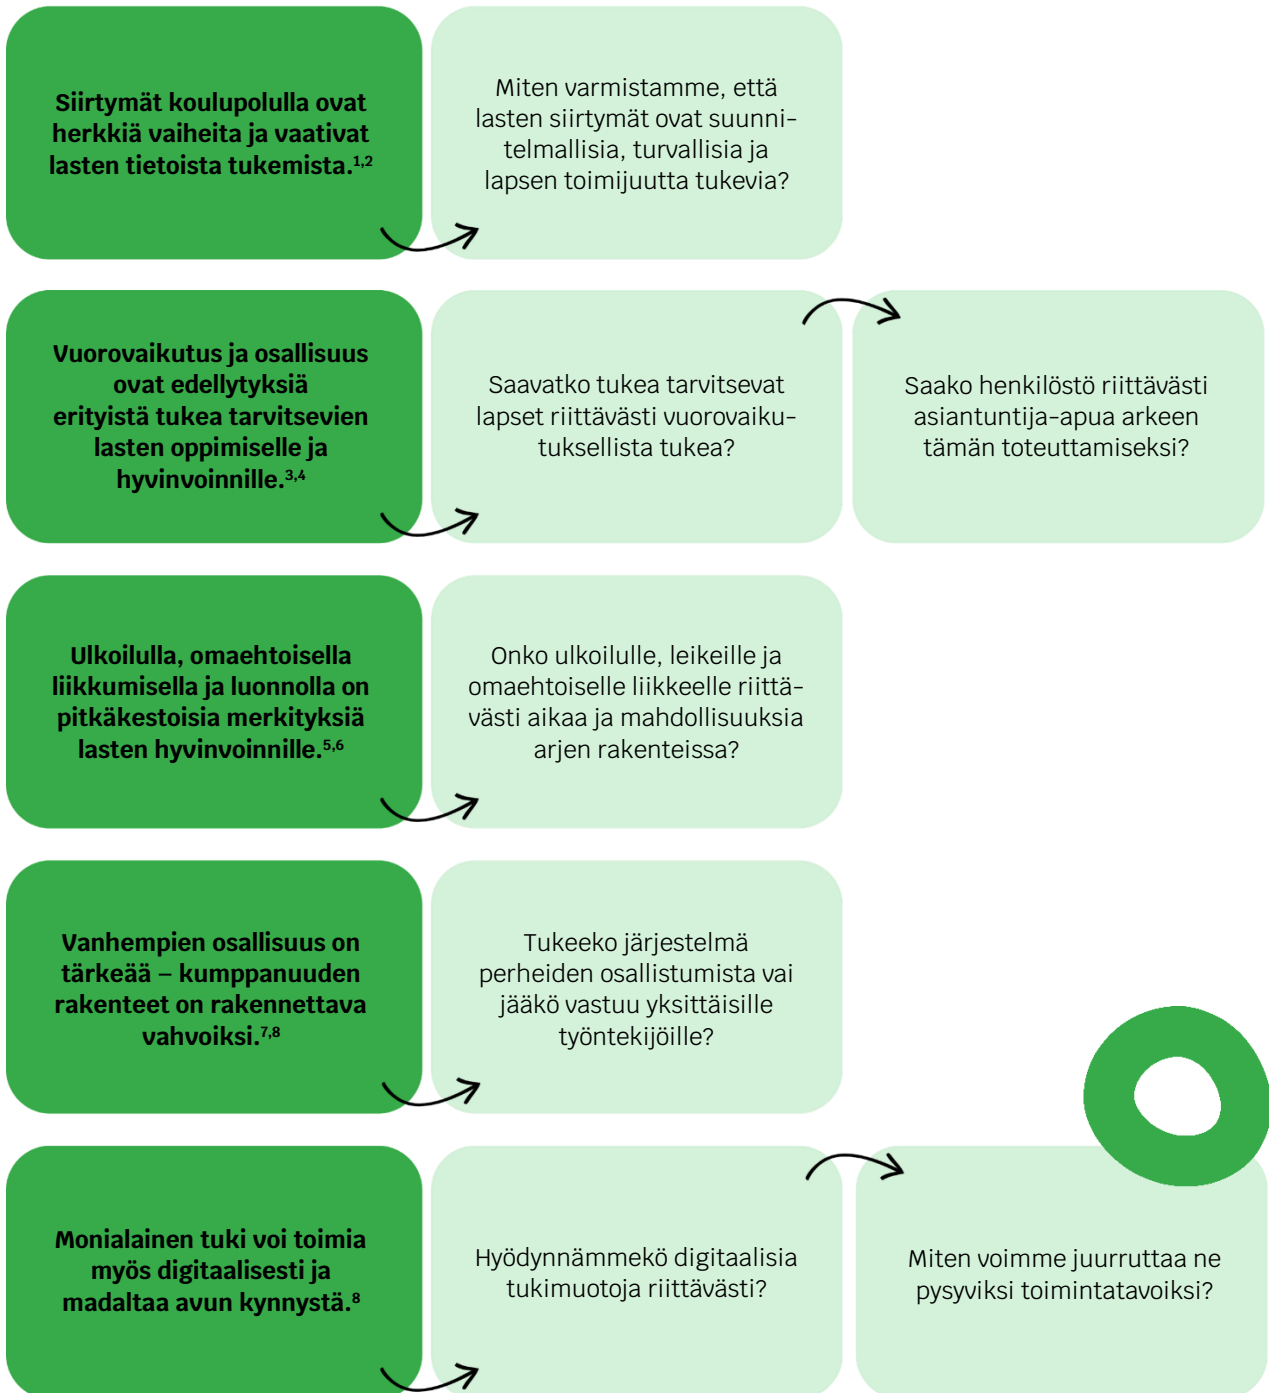 Siirtymät koulupolulla ovat
herkkiä vaiheita ja vaativat
lasten tietoista tukemista.1,2
Miten varmistamme, että
lasten siirtymät ovat suunni-
telmallisia, turvallisia ja
lapsen toimijuutta tukevia?
Vuorovaikutus ja osallisuus
ovat edellytyksiä
erityistä tukea tarvitsevien
lasten oppimiselle ja
hyvinvoinnille.3,4
Saavatko tukea tarvitsevat
lapset riittävästi vuorovaiku-
tuksellista tukea?
Saako henkilöstö riittävästi
asiantuntija-apua arkeen
tämän toteuttamiseksi?
Ulkoilulla, omaehtoisella
liikkumisella ja luonnolla on
pitkäkestoisia merkityksiä
lasten hyvinvoinnille.5,6
Onko ulkoilulle, leikeille ja
omaehtoiselle liikkeelle riittä-
västi aikaa ja mahdollisuuksia
arjen rakenteissa?
Vanhempien osallisuus on
tärkeää – kumppanuuden
rakenteet on rakennettava
vahvoiksi.7,8
Tukeeko järjestelmä
perheiden osallistumista vai
jääkö vastuu yksittäisille
työntekijöille?
Monialainen tuki voi toimia
myös digitaalisesti ja
madaltaa avun kynnystä.8
Hyödynnämmekö digitaalisia
tukimuotoja riittävästi?
Miten voimme juurruttaa ne
pysyviksi toimintatavoiksi?